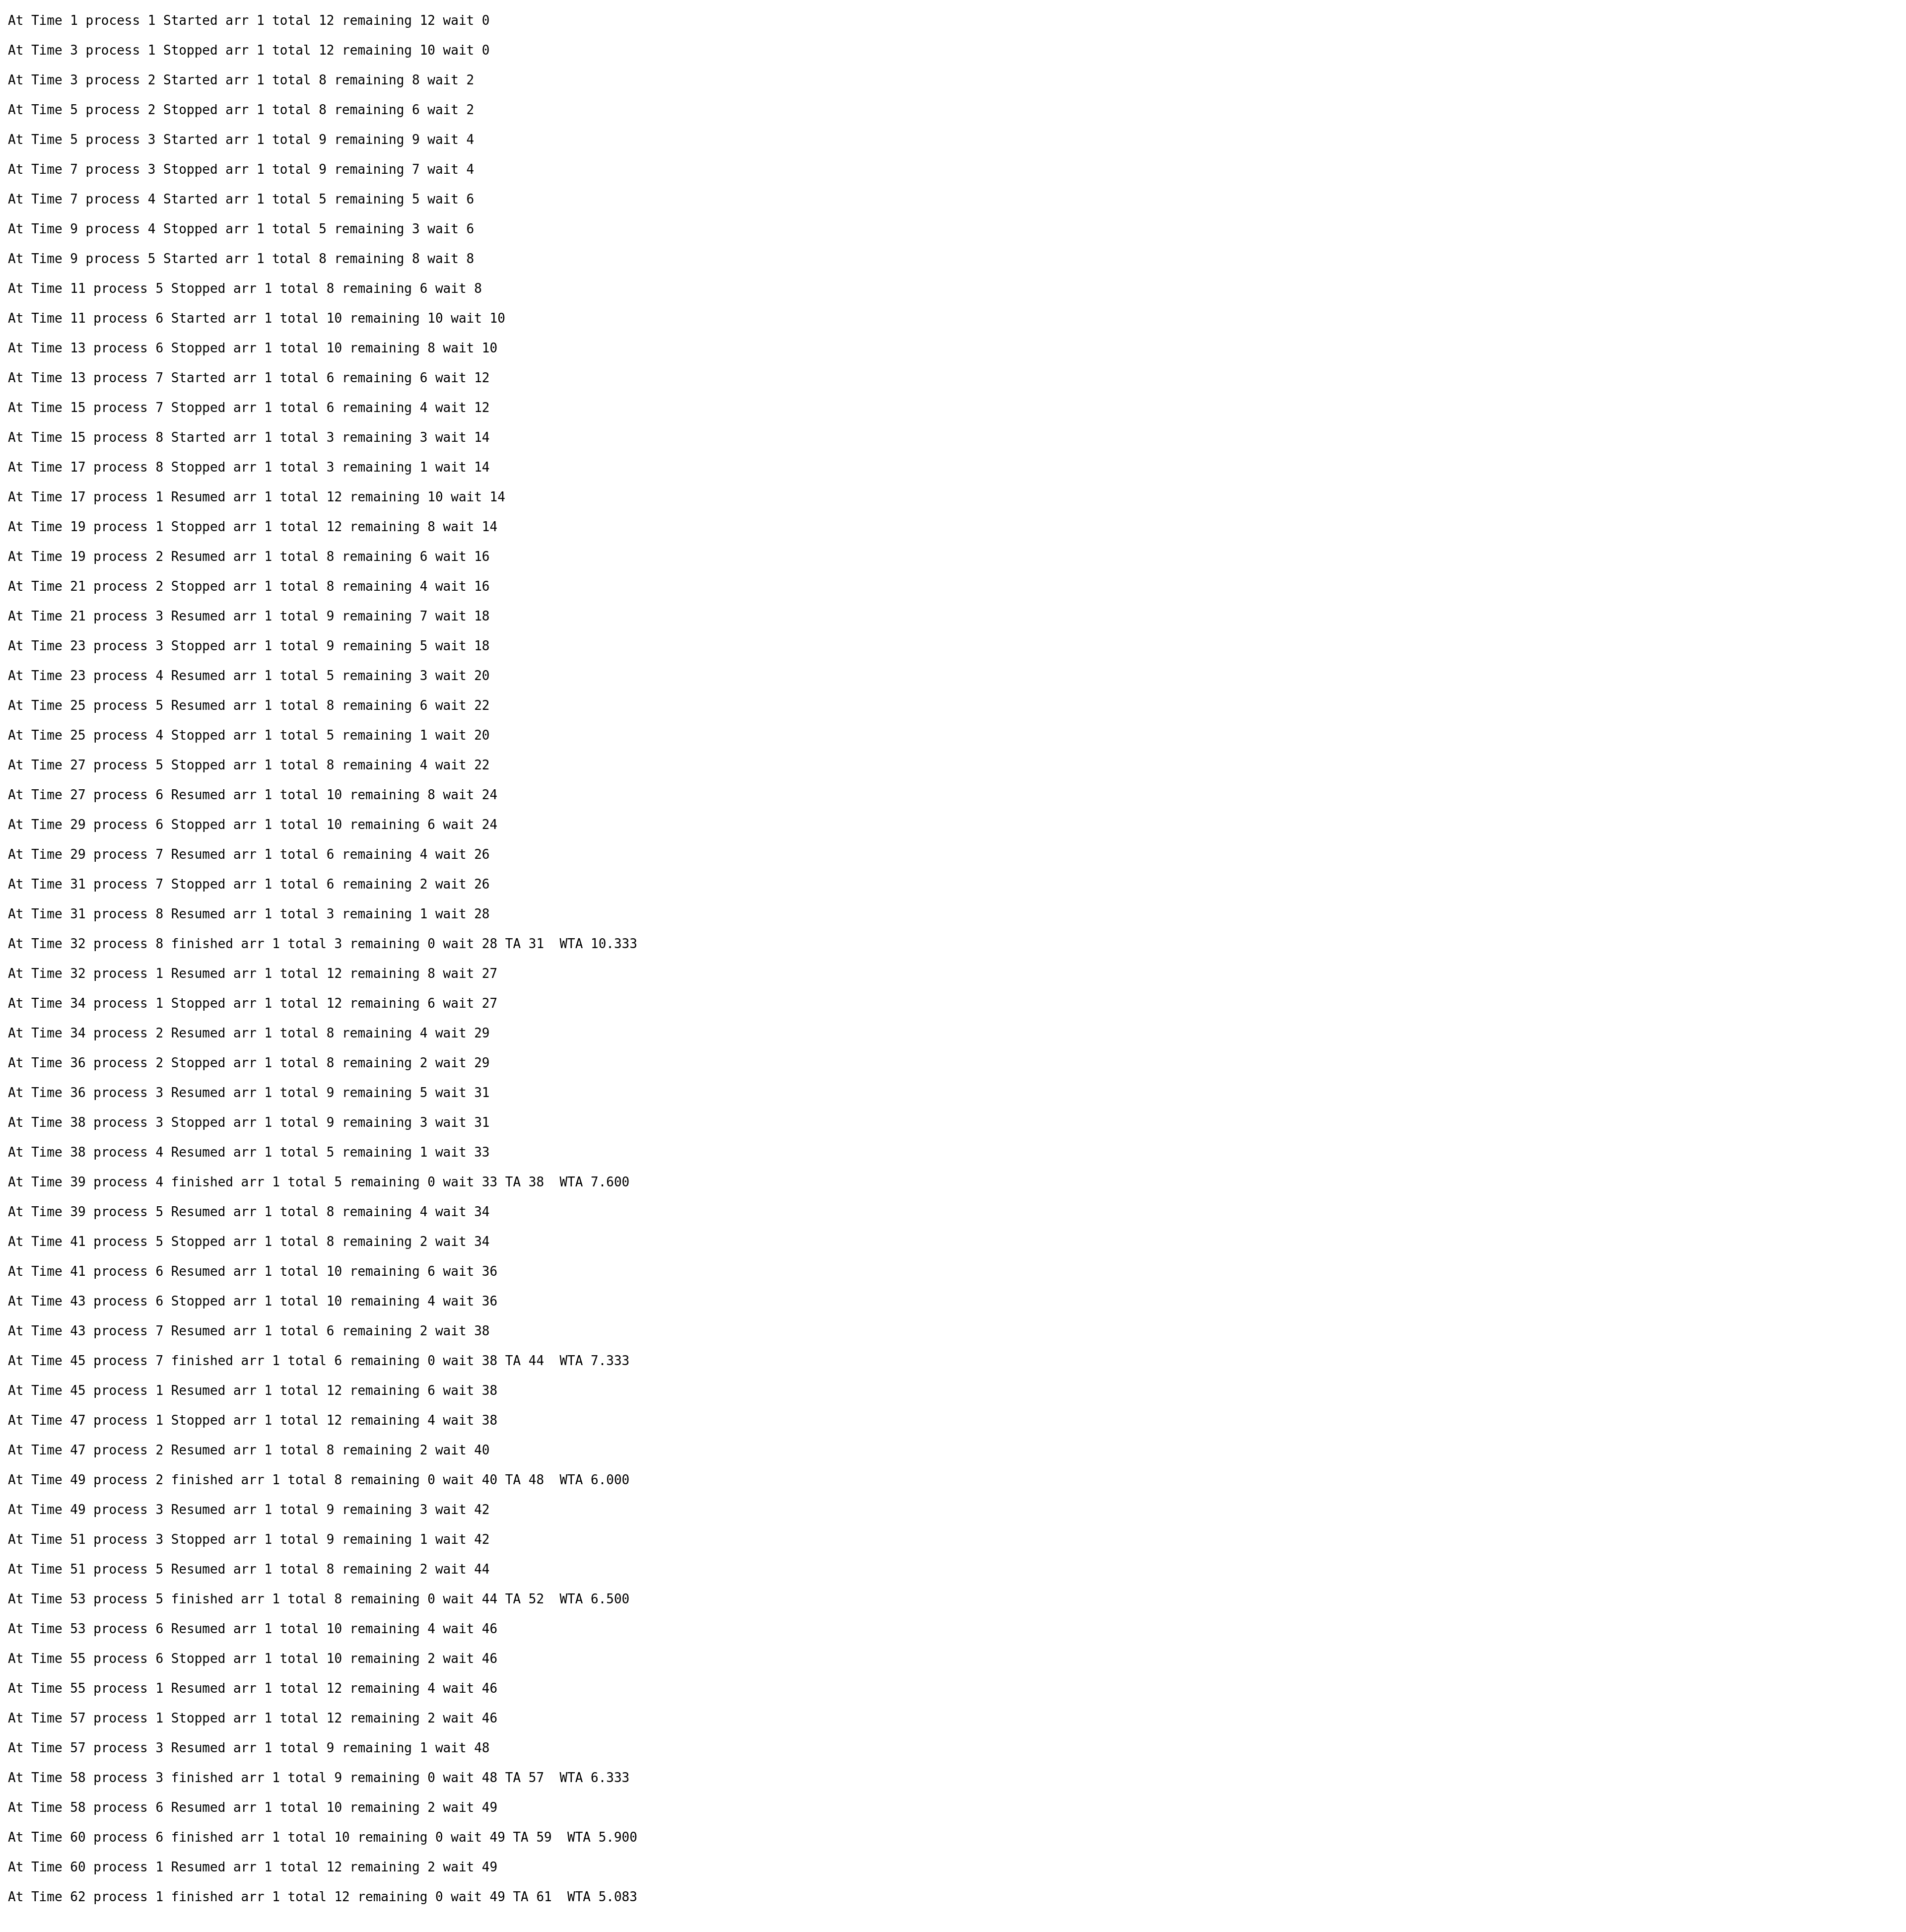 At Time 1 process 1 Started arr 1 total 12 remaining 12 wait 0
At Time 3 process 1 Stopped arr 1 total 12 remaining 10 wait 0
At Time 3 process 2 Started arr 1 total 8 remaining 8 wait 2
At Time 5 process 2 Stopped arr 1 total 8 remaining 6 wait 2
At Time 5 process 3 Started arr 1 total 9 remaining 9 wait 4
At Time 7 process 3 Stopped arr 1 total 9 remaining 7 wait 4
At Time 7 process 4 Started arr 1 total 5 remaining 5 wait 6
At Time 9 process 4 Stopped arr 1 total 5 remaining 3 wait 6
At Time 9 process 5 Started arr 1 total 8 remaining 8 wait 8
At Time 11 process 5 Stopped arr 1 total 8 remaining 6 wait 8
At Time 11 process 6 Started arr 1 total 10 remaining 10 wait 10
At Time 13 process 6 Stopped arr 1 total 10 remaining 8 wait 10
At Time 13 process 7 Started arr 1 total 6 remaining 6 wait 12
At Time 15 process 7 Stopped arr 1 total 6 remaining 4 wait 12
At Time 15 process 8 Started arr 1 total 3 remaining 3 wait 14
At Time 17 process 8 Stopped arr 1 total 3 remaining 1 wait 14
At Time 17 process 1 Resumed arr 1 total 12 remaining 10 wait 14
At Time 19 process 1 Stopped arr 1 total 12 remaining 8 wait 14
At Time 19 process 2 Resumed arr 1 total 8 remaining 6 wait 16
At Time 21 process 2 Stopped arr 1 total 8 remaining 4 wait 16
At Time 21 process 3 Resumed arr 1 total 9 remaining 7 wait 18
At Time 23 process 3 Stopped arr 1 total 9 remaining 5 wait 18
At Time 23 process 4 Resumed arr 1 total 5 remaining 3 wait 20
At Time 25 process 5 Resumed arr 1 total 8 remaining 6 wait 22
At Time 25 process 4 Stopped arr 1 total 5 remaining 1 wait 20
At Time 27 process 5 Stopped arr 1 total 8 remaining 4 wait 22
At Time 27 process 6 Resumed arr 1 total 10 remaining 8 wait 24
At Time 29 process 6 Stopped arr 1 total 10 remaining 6 wait 24
At Time 29 process 7 Resumed arr 1 total 6 remaining 4 wait 26
At Time 31 process 7 Stopped arr 1 total 6 remaining 2 wait 26
At Time 31 process 8 Resumed arr 1 total 3 remaining 1 wait 28
At Time 32 process 8 finished arr 1 total 3 remaining 0 wait 28 TA 31  WTA 10.333
At Time 32 process 1 Resumed arr 1 total 12 remaining 8 wait 27
At Time 34 process 1 Stopped arr 1 total 12 remaining 6 wait 27
At Time 34 process 2 Resumed arr 1 total 8 remaining 4 wait 29
At Time 36 process 2 Stopped arr 1 total 8 remaining 2 wait 29
At Time 36 process 3 Resumed arr 1 total 9 remaining 5 wait 31
At Time 38 process 3 Stopped arr 1 total 9 remaining 3 wait 31
At Time 38 process 4 Resumed arr 1 total 5 remaining 1 wait 33
At Time 39 process 4 finished arr 1 total 5 remaining 0 wait 33 TA 38  WTA 7.600
At Time 39 process 5 Resumed arr 1 total 8 remaining 4 wait 34
At Time 41 process 5 Stopped arr 1 total 8 remaining 2 wait 34
At Time 41 process 6 Resumed arr 1 total 10 remaining 6 wait 36
At Time 43 process 6 Stopped arr 1 total 10 remaining 4 wait 36
At Time 43 process 7 Resumed arr 1 total 6 remaining 2 wait 38
At Time 45 process 7 finished arr 1 total 6 remaining 0 wait 38 TA 44  WTA 7.333
At Time 45 process 1 Resumed arr 1 total 12 remaining 6 wait 38
At Time 47 process 1 Stopped arr 1 total 12 remaining 4 wait 38
At Time 47 process 2 Resumed arr 1 total 8 remaining 2 wait 40
At Time 49 process 2 finished arr 1 total 8 remaining 0 wait 40 TA 48  WTA 6.000
At Time 49 process 3 Resumed arr 1 total 9 remaining 3 wait 42
At Time 51 process 3 Stopped arr 1 total 9 remaining 1 wait 42
At Time 51 process 5 Resumed arr 1 total 8 remaining 2 wait 44
At Time 53 process 5 finished arr 1 total 8 remaining 0 wait 44 TA 52  WTA 6.500
At Time 53 process 6 Resumed arr 1 total 10 remaining 4 wait 46
At Time 55 process 6 Stopped arr 1 total 10 remaining 2 wait 46
At Time 55 process 1 Resumed arr 1 total 12 remaining 4 wait 46
At Time 57 process 1 Stopped arr 1 total 12 remaining 2 wait 46
At Time 57 process 3 Resumed arr 1 total 9 remaining 1 wait 48
At Time 58 process 3 finished arr 1 total 9 remaining 0 wait 48 TA 57  WTA 6.333
At Time 58 process 6 Resumed arr 1 total 10 remaining 2 wait 49
At Time 60 process 6 finished arr 1 total 10 remaining 0 wait 49 TA 59  WTA 5.900
At Time 60 process 1 Resumed arr 1 total 12 remaining 2 wait 49
At Time 62 process 1 finished arr 1 total 12 remaining 0 wait 49 TA 61  WTA 5.083